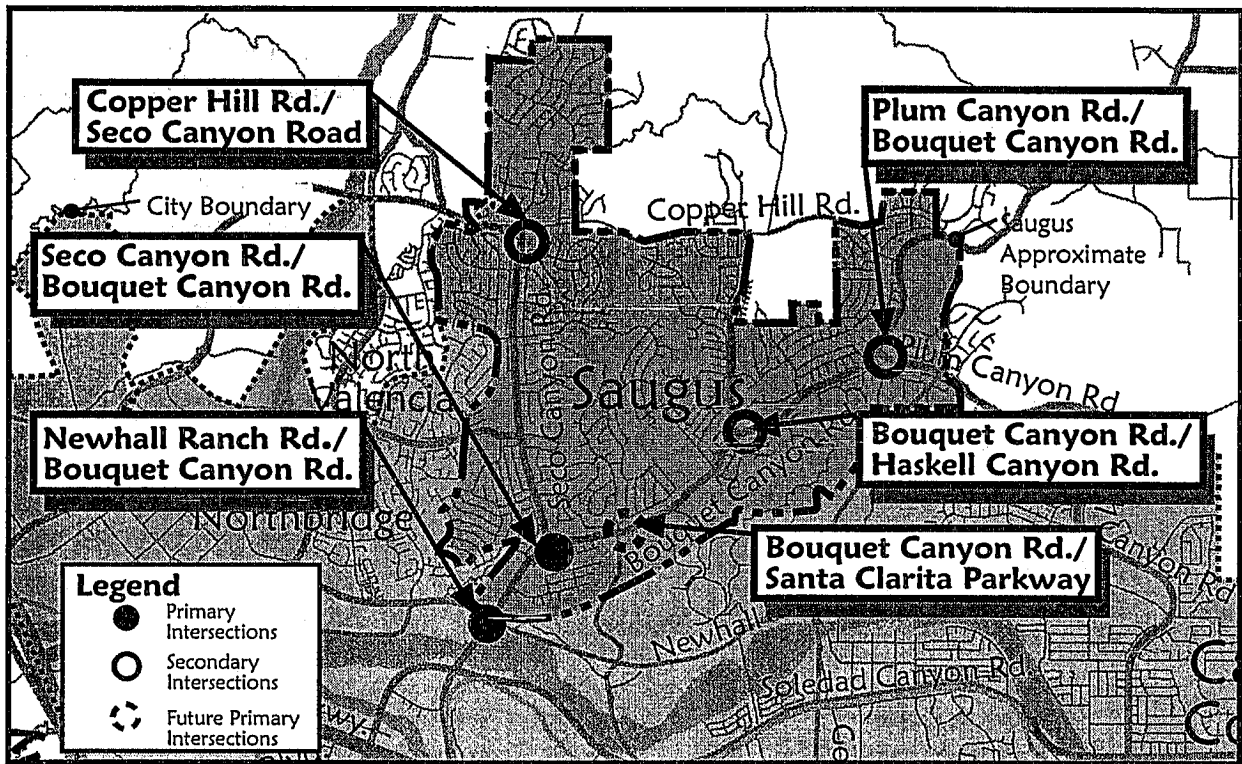 Copper Hill Rd./
Seco Canyon Road
Plum Canyon Rd./
Bouquet Canyon Rd.
City Boundary
Copper Hill Rd.
Saugus
Approximate
Boundary
Seco Canyon Rd./
Bouquet Canyon Rd.
North
Valencia
Seco Canyon Rd.
Saugus
Plum Canyon Rd
Newhall Ranch Rd./
Bouquet Canyon Rd.
Bouquet Canyon Rd./
Haskell Canyon Rd.
Northbridge
Bouquet Canyon Rd.
Bouquet Canyon Rd./
Santa Clarita Parkway
Canyon Rd
Newhall
Soledad Canyon Rd.
Legend
Primary
Intersections
Secondary
Intersections
Future Primary
Intersections